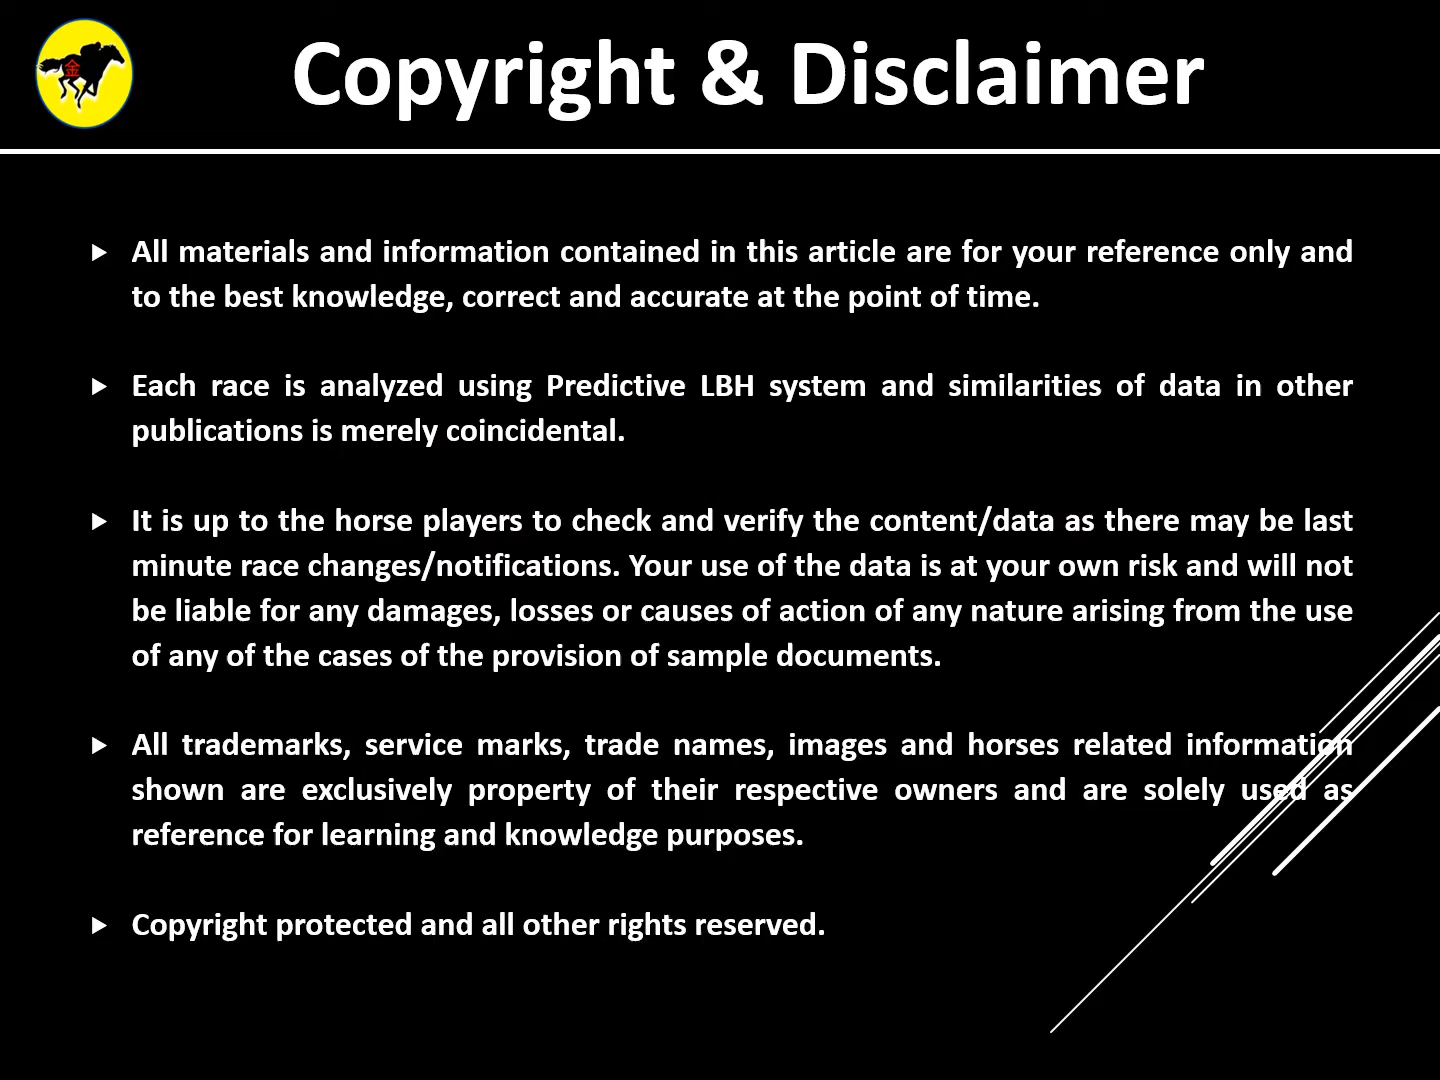 金
Copyright & Disclaimer
All materials and information contained in this article are for your reference only and
to the best knowledge, correct and accurate at the point of time.
Each race is analyzed using Predictive LBH system and similarities of data in other
publications is merely coincidental.
It is up to the horse players to check and verify the content/data as there may be last
minute race changes/notifications. Your use of the data is at your own risk and will not
be liable for any damages, losses or causes of action of any nature arising from the use
of any of the cases of the provision of sample documents.
All trademarks, service marks, trade names, images and horses related information
shown are exclusively property of their respective owners and are solely used as
reference for learning and knowledge purposes.
Copyright protected and all other rights reserved.